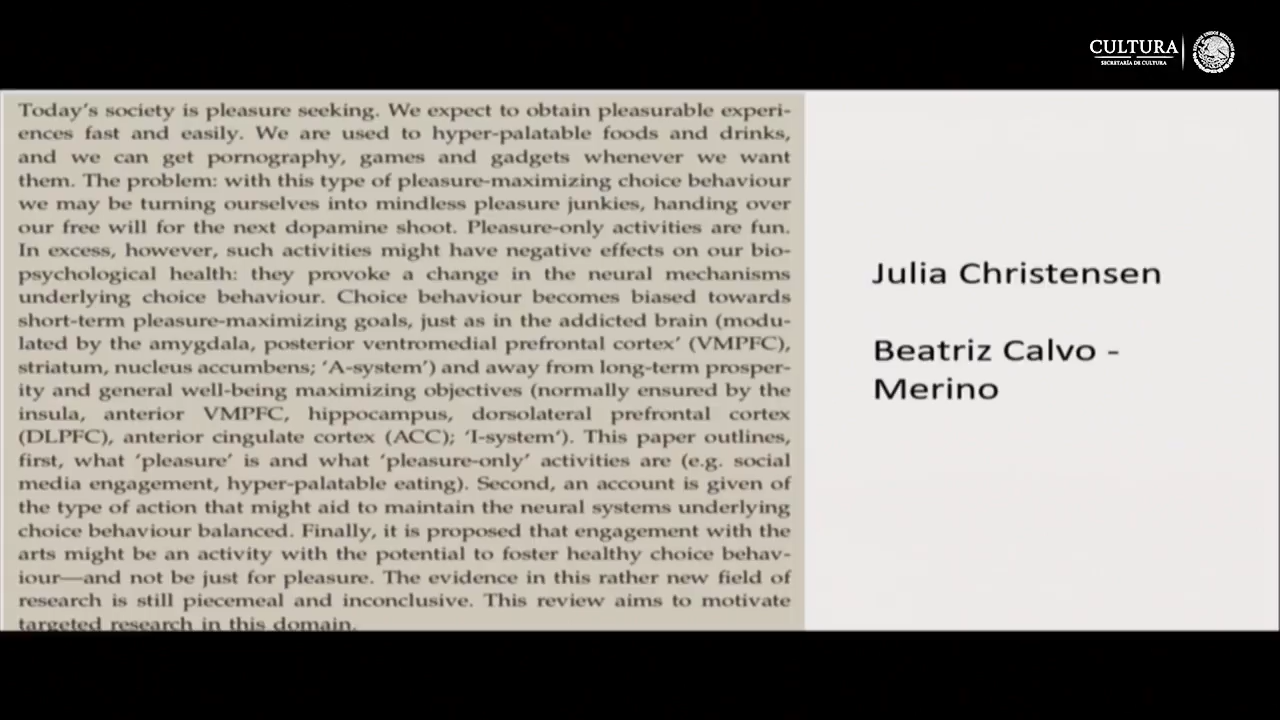 CULTURA
SECRETARÍA DE CULTURA
Today's society is pleasure seeking. We expect to obtain pleasurable experi-
ences fast and easily. We are used to hyper-palatable foods and drinks,
and we can get pornography, games and gadgets whenever we want
them. The problem: with this type of pleasure-maximizing choice behaviour
we may be turning ourselves into mindless pleasure junkies, handing over
our free will for the next dopamine shoot. Pleasure-only activities are fun.
In excess, however, such activities might have negative effects on our bio-
psychological health: they provoke a change in the neural mechanisms
underlying choice behaviour. Choice behaviour becomes biased towards
short-term pleasure-maximizing goals, just as in the addicted brain (modu-
lated by the amygdala, posterior ventromedial prefrontal cortex' (VMPFC),
striatum, nucleus accumbens; 'A-system') and away from long-term prosper-
ity and general well-being maximizing objectives (normally ensured by the
insula, anterior VMPFC, hippocampus, dorsolateral prefrontal cortex
(DLPFC), anterior cingulate cortex (ACC); 'I-system'). This paper outlines,
first, what 'pleasure' is and what 'pleasure-only' activities are (e.g. social
media engagement, hyper-palatable eating). Second, an account is given of
the type of action that might aid to maintain the neural systems underlying
choice behaviour balanced. Finally, it is proposed that engagement with the
arts might be an activity with the potential to foster healthy choice behav-
iour—and not be just for pleasure. The evidence in this rather new field of
research is still piecemeal and inconclusive. This review aims to motivate
targeted research in this domain.
Julia Christensen
Beatriz Calvo -
Merino